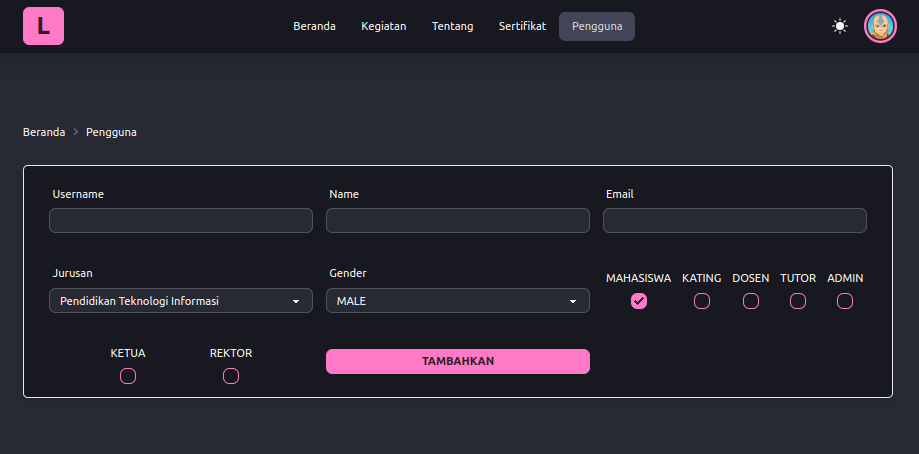 L
Beranda
Kegiatan
Tentang
Sertifikat
Pengguna
Beranda > Pengguna
Username
Name
Email
Jurusan
Pendidikan Teknologi Informasi
Gender
MALE
MAHASISWA
KATING
DOSEN
TUTOR
ADMIN
KETUA
REKTOR
TAMBAHKAN